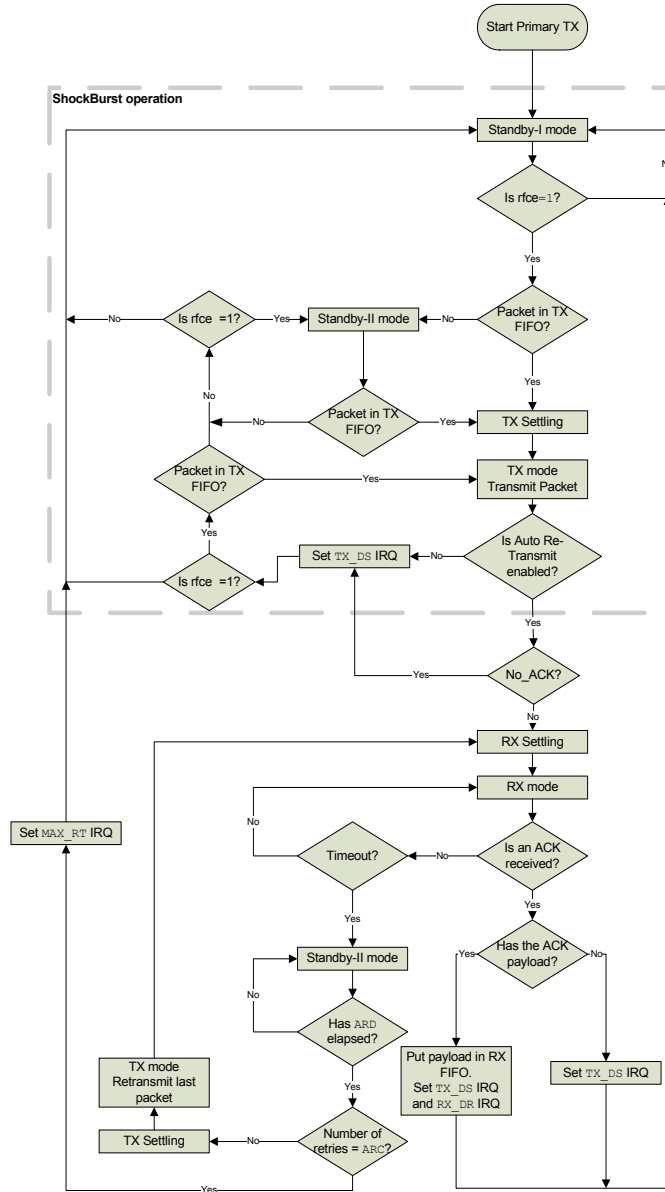 Start Primary TX
ShockBurst operation
Standby-I mode
Is rfce=1?
Yes
No
Is rfce =1?
Yes
Standby-II mode
No
Packet in TX
FIFO?
Yes
No
Packet in TX
FIFO?
No
Yes
TX Settling
Packet in TX
FIFO?
Yes
TX mode
Transmit Packet
Yes
Is rfce =1?
Set TX_DS IRQ
No
Is Auto Re-
Transmit
enabled?
Yes
Yes
No_ACK?
No
RX Settling
RX mode
Set MAX_RT IRQ
No
Timeout?
No
Is an ACK
received?
Yes
Yes
Standby-II mode
Yes
Has the ACK
payload?
No
No
Has ARD
elapsed?
TX mode
Retransmit last
packet
Put payload in RX
FIFO.
Set TX_DS IRQ
and RX_DR IRQ
Set TX_DS IRQ
Yes
TX Settling
No
Number of
retries = ARC?
Yes